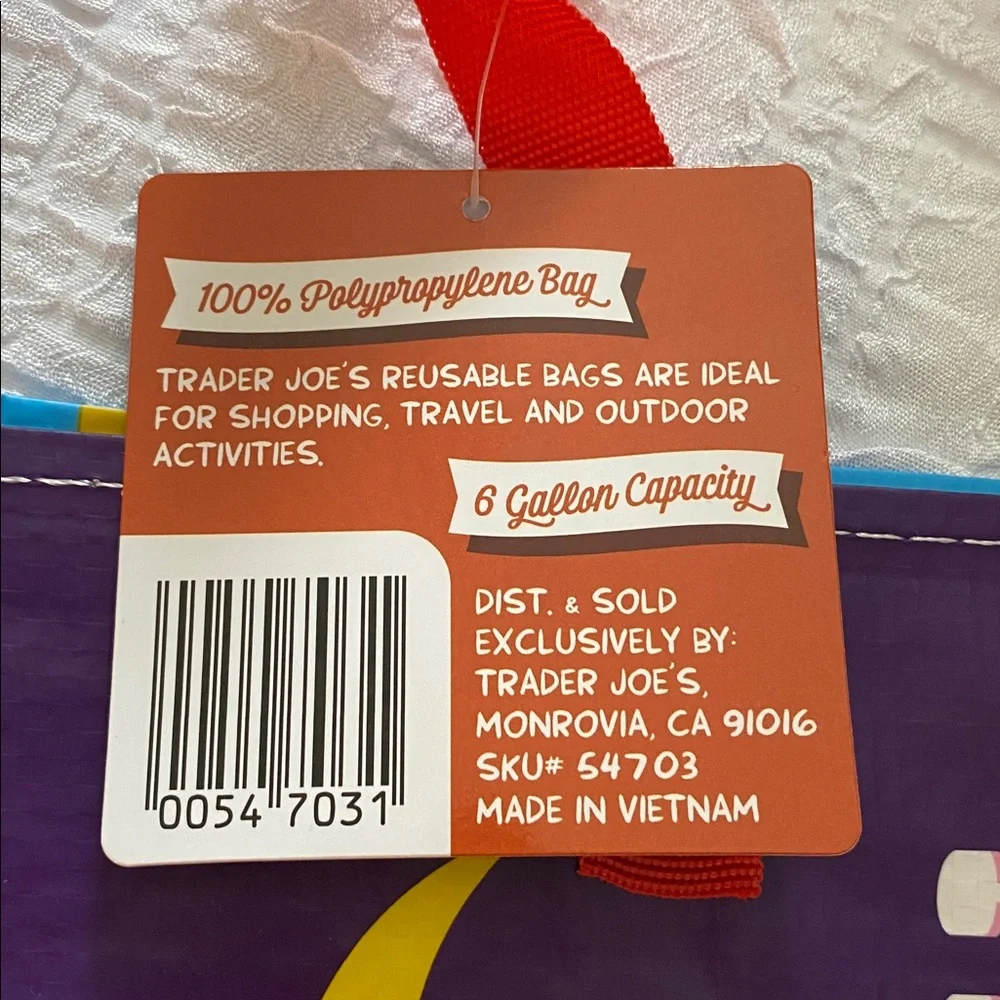 100% Polypropylene Bag
TRADER JOE'S REUSABLE BAGS ARE IDEAL
FOR SHOPPING, TRAVEL AND OUTDOOR
ACTIVITIES.
6 Gallon Capacity
DIST. & SOLD
EXCLUSIVELY BY:
TRADER JOE'S,
MONROVIA, CA 91016
SKU# 54703
MADE IN VIETNAM
0054 7031